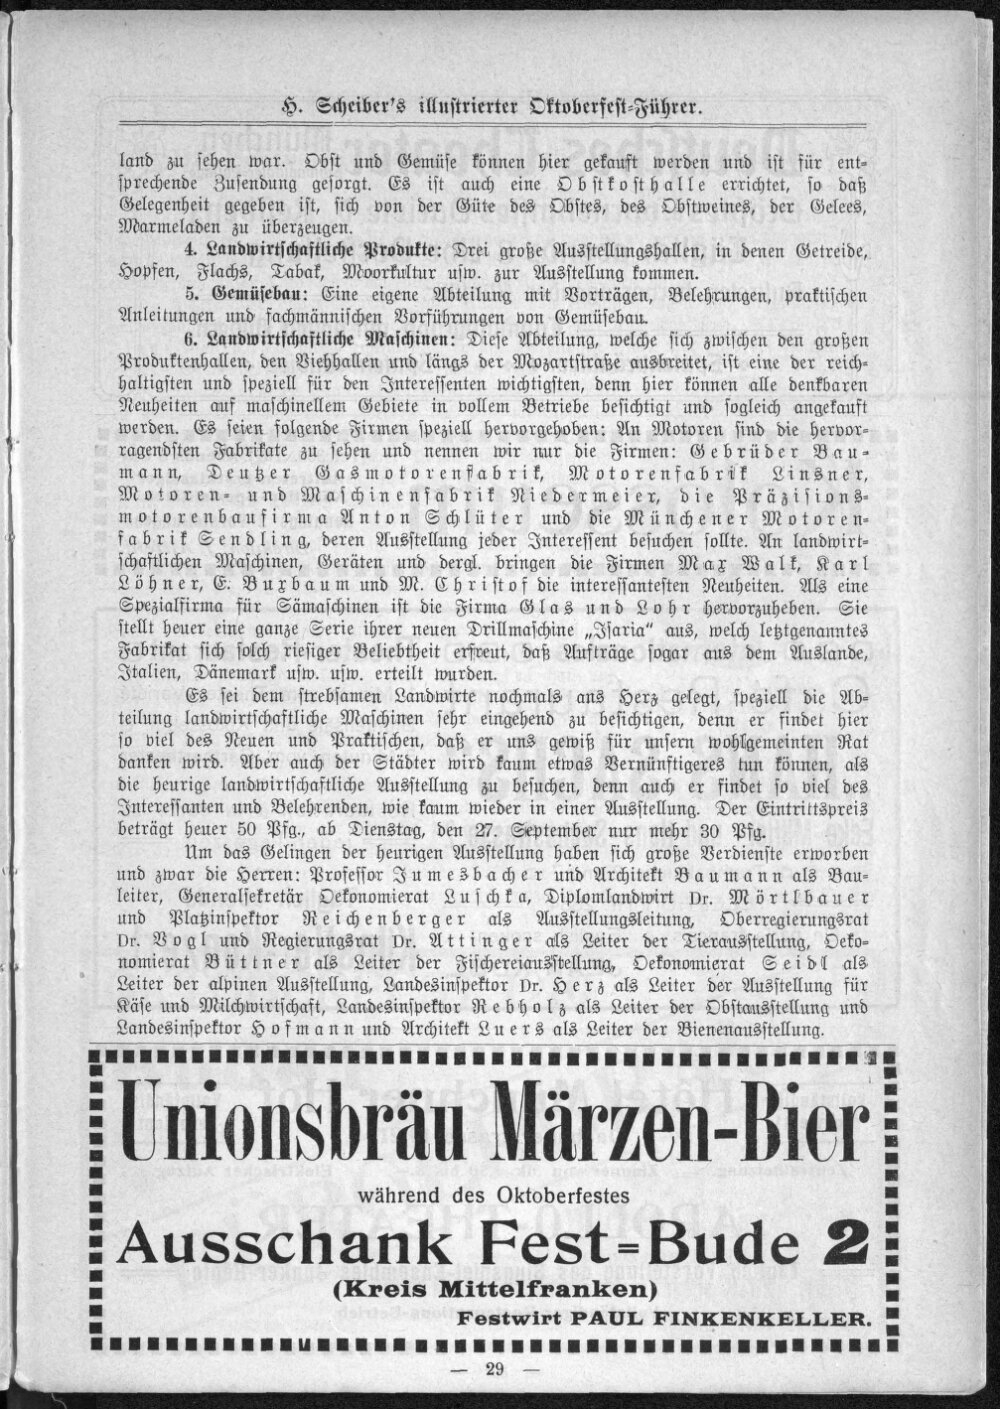 H. Scheiber's illustrierter Oktoberfest-Führer.
land zu sehen war. Obst und Gemüse können hier gekauft werden und ist für ent-
sprechende Zusendung gesorgt. Es ist auch eine Obstkosthalle errichtet, so daß
Gelegenheit gegeben ist, sich von der Güte des Obstes, des Obstweines, der Gelees,
Marmeladen zu überzeugen.
4. Landwirtschaftliche Produkte: Drei große Ausstellungshallen, in denen Getreide,
Hopfen, Flachs, Tabak, Moorkultur usw. zur Ausstellung kommen.
5. Gemüsebau: Eine eigene Abteilung mit Vorträgen, Belehrungen, praktischen
Anleitungen und fachmännischen Vorführungen von Gemüsebau.
6. Landwirtschaftliche Maschinen: Diese Abteilung, welche sich zwischen den großen
Produktenhallen, den Viehhallen und längs der Mozartstraße ausbreitet, ist eine der reich-
haltigsten und speziell für den Interessenten wichtigsten, denn hier können alle denkbaren
Neuheiten auf maschinellem Gebiete in vollem Betriebe besichtigt und sogleich angekauft
werden. Es seien folgende Firmen speziell hervorgehoben: An Motoren sind die hervor-
ragendsten Fabrikate zu sehen und nennen wir nur die Firmen: Gebrüder Bau-
mann, Deutzer Gasmotorenfabrik, Motorenfabrik Linsner,
Motoren- und Maschinenfabrik Niedermeier, die Präzisions-
motorenbaufirma Anton Schlüter und die Münchener Motoren-
fabrik Sendling, deren Ausstellung jeder Interessent besuchen sollte. An landwirt-
schaftlichen Maschinen, Geräten und dergl. bringen die Firmen Max Walk, Karl
Löhner, E. Buxbaum und M. Christof die interessantesten Neuheiten. Als eine
Spezialfirma für Sämaschinen ist die Firma Glas und Lohr hervorzuheben. Sie
stellt heuer eine ganze Serie ihrer neuen Drillmaschine „Isaria“ aus, welch letztgenanntes
Fabrikat sich solch riesiger Beliebtheit erfreut, daß Aufträge sogar aus dem Auslande,
Italien, Dänemark usw. usw. erteilt wurden.
Es sei dem strebsamen Landwirte nochmals ans Herz gelegt, speziell die Ab-
teilung landwirtschaftliche Maschinen sehr eingehend zu besichtigen, denn er findet hier
so viel des Neuen und Praktischen, daß er uns gewiß für unsern wohlgemeinten Rat
danken wird. Aber auch der Städter wird kaum etwas Vernünftigeres tun können, als
die heurige landwirtschaftliche Ausstellung zu besuchen, denn auch er findet so viel des
Interessanten und Belehrenden, wie kaum wieder in einer Ausstellung. Der Eintrittspreis
beträgt heuer 50 Pfg., ab Dienstag, den 27. September nur mehr 30 Pfg.
Um das Gelingen der heurigen Ausstellung haben sich große Verdienste erworben
und zwar die Herren: Professor Jumesbacher und Architekt Baumann als Bau-
leiter, Generalsekretär Oekonomierat Luschka, Diplomlandwirt Dr. Mörtlbauer
und Platzinspektor Reichenberger als Ausstellungsleitung, Oberregierungsrat
Dr. Vogl und Regierungsrat Dr. Attinger als Leiter der Tierausstellung, Oeko-
nomierat Büttner als Leiter der Fischereiausstellung, Oekonomierat Seidl als
Leiter der alpinen Ausstellung, Landesinspektor Dr. Herz als Leiter der Ausstellung für
Käse und Milchwirtschaft, Landesinspektor Rebholz als Leiter der Obstausstellung und
Landesinspektor Hofmann und Architekt Luers als Leiter der Bienenausstellung.
Unionsbräu Märzen-Bier
während des Oktoberfestes
Ausschank Fest=Bude 2
(Kreis Mittelfranken)
Festwirt PAUL FINKENKELLER.
— 29 —